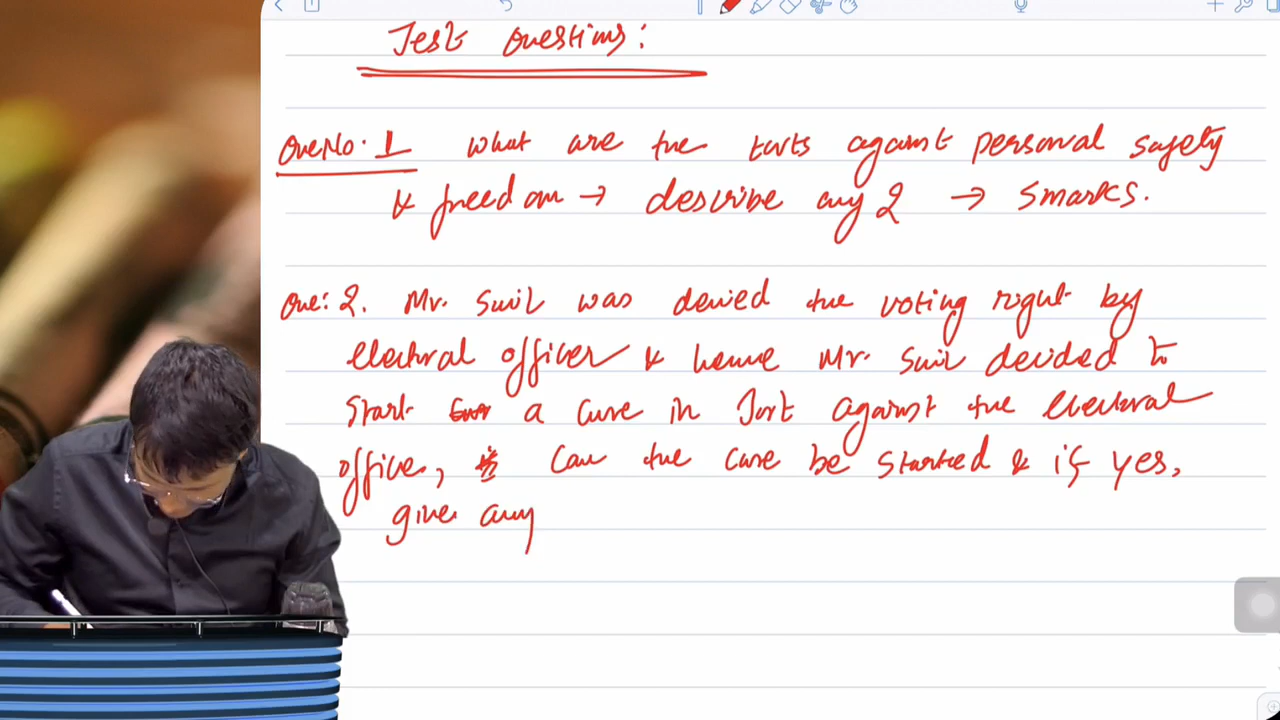 Test Questions:
Que No. 1 What are the torts against personal safety
& freedom → describe any 2 → 5 marks.
Que: 2. Mr. Sunil was denied the voting right by
electoral officer & hence Mr. Sunil decided to
start a case in Tort against the electoral
office, Can the case be started & if yes,
give any